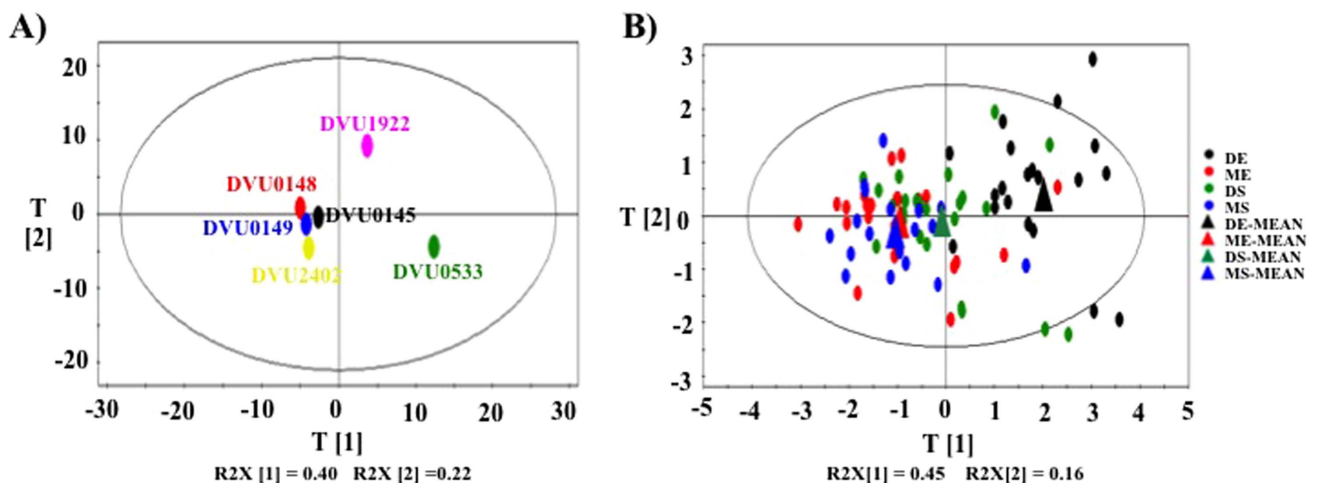 A)
20
10
0
-10
-20
T
[2]
DVU1922
DVU0148
DVU0145
DVU0149
DVU2402
DVU0533
-30 -20 -10 0 10 20 30
T [1]
R2X [1] = 0.40 R2X [2] =0.22
B)
3
2
1
T [2] 0
-1
-2
-3
-5 -4 -3 -2 -1 0 1 2 3 4 5
T [1]
R2X[1] = 0.45 R2X[2] = 0.16
DE
ME
DS
MS
DE-MEAN
ME-MEAN
DS-MEAN
MS-MEAN